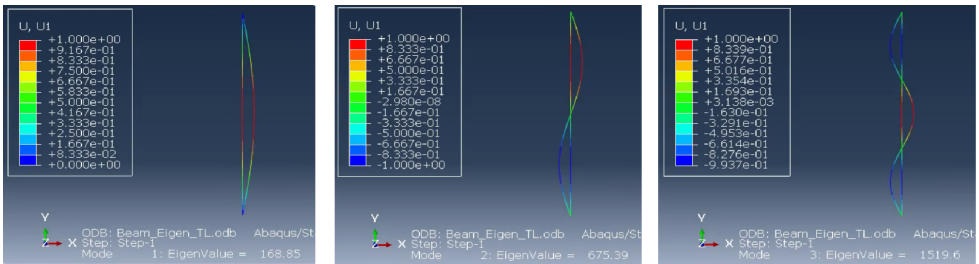 U, U1
+1.000e+00
+9.167e-01
+8.333e-01
+7.500e-01
+6.667e-01
+5.833e-01
+5.000e-01
+4.167e-01
+3.333e-01
+2.500e-01
+1.667e-01
+8.333e-02
+0.000e+00
Y
Z X
ODB: Beam_Eigen_TL.odb Abaqus/St
Step: Step-1
Mode 1: EigenValue = 168.85
U, U1
+1.000e+00
+8.333e-01
+6.667e-01
+5.000e-01
+3.333e-01
+1.667e-01
-2.980e-08
-1.667e-01
-3.333e-01
-5.000e-01
-6.667e-01
-8.333e-01
-1.000e+00
Y
Z X
ODB: Beam_Eigen_TL.odb Abaqus/St
Step: Step-1
Mode 2: EigenValue = 675.39
U, U1
+1.000e+00
+8.339e-01
+6.677e-01
+5.016e-01
+3.354e-01
+1.693e-01
+3.138e-03
-1.630e-01
-3.291e-01
-4.953e-01
-6.614e-01
-8.276e-01
-9.937e-01
Y
Z X
ODB: Beam_Eigen_TL.odb Abaqus/St
Step: Step-1
Mode 3: EigenValue = 1519.6